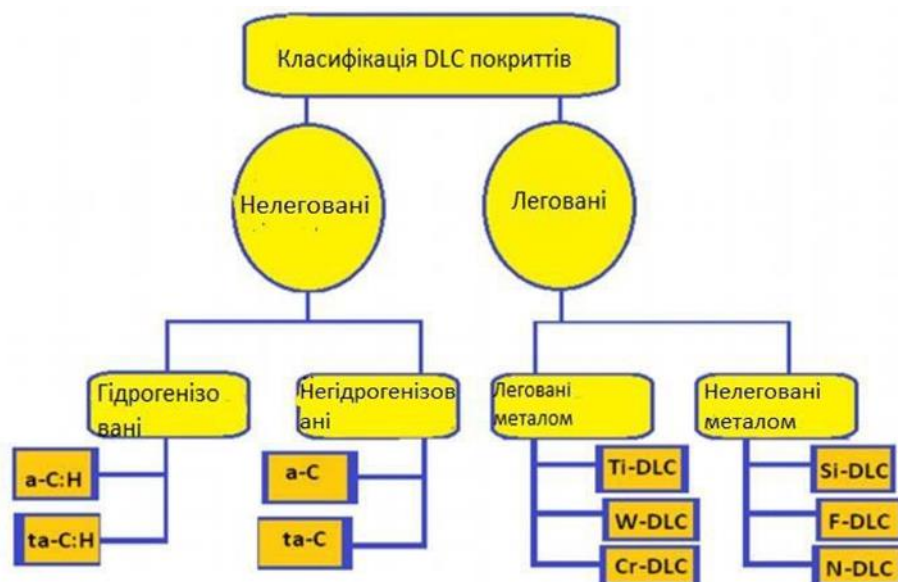 Класифікація DLC покриттів
Нелеговані
Леговані
Гідрогенізо
вані
Негідрогенізов
ані
Леговані
металом
Нелеговані
металом
a-C:H
ta-C:H
a-C
ta-C
Ti-DLC
W-DLC
Cr-DLC
Si-DLC
F-DLC
N-DLC